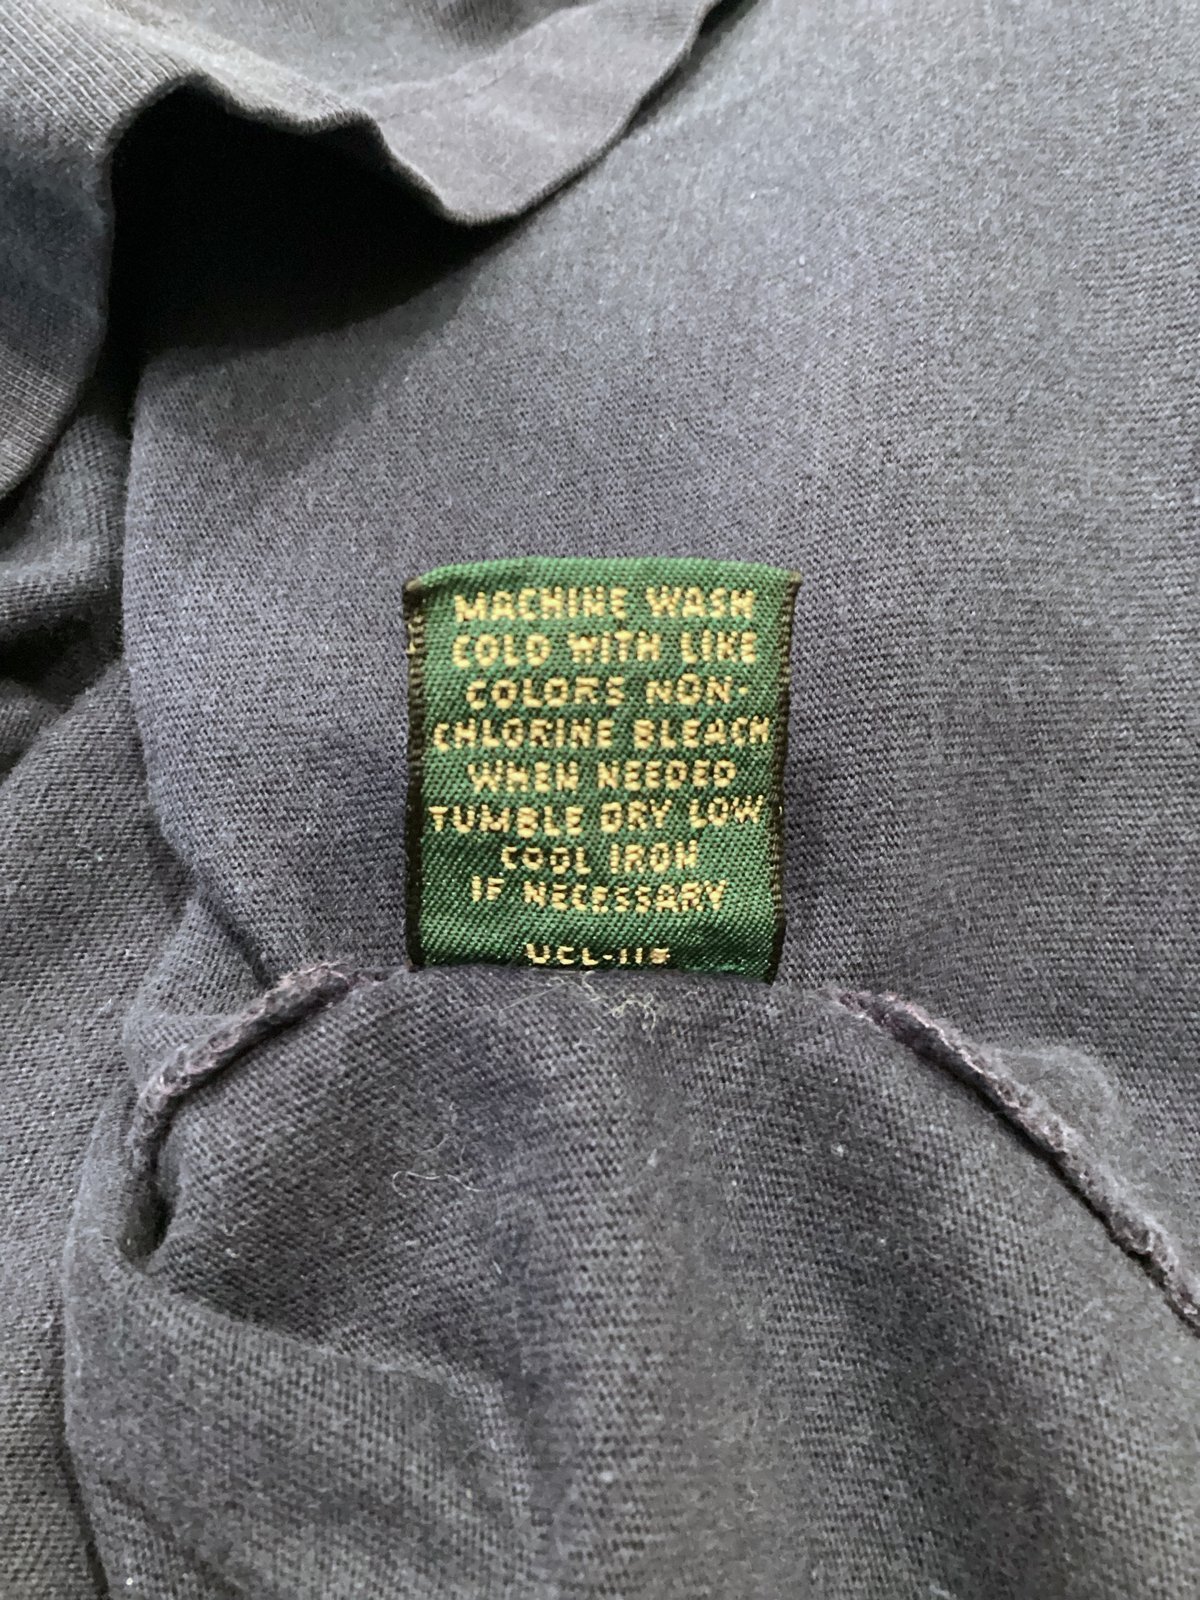 MACHINE WASH
COLD WITH LIKE
COLORS NON-
CHLORINE BLEACH
WHEN NEEDED
TUMBLE DRY LOW
COOL IRON
IF NECESSARY